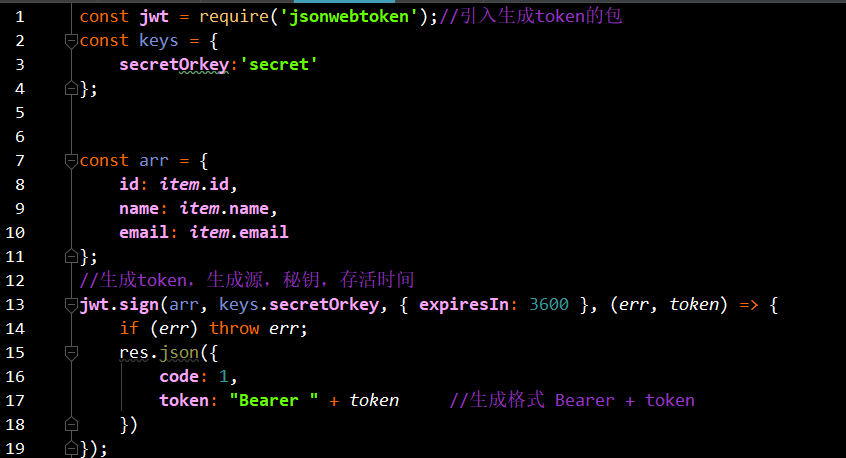 1 const jwt = require('jsonwebtoken');//引入生成token的包
2 const keys = {
3 secretOrkey:'secret'
4 };
5
6
7 const arr = {
8 id: item.id,
9 name: item.name,
10 email: item.email
11 };
12 //生成token，生成源，秘钥，存活时间
13 jwt.sign(arr, keys.secretOrkey, { expiresIn: 3600 }, (err, token) => {
14 if (err) throw err;
15 res.json({
16 code: 1,
17 token: "Bearer " + token //生成格式 Bearer + token
18 })
19 });